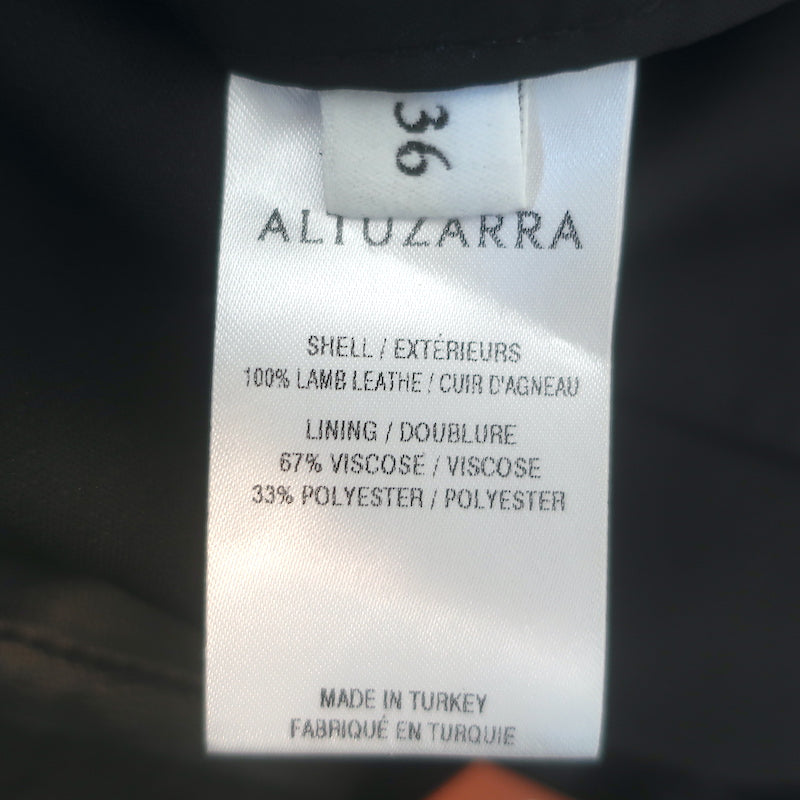 36
ALTUZARRA
SHELL / EXTÉRIEURS
100% LAMB LEATHE / CUIR D'AGNEAU
LINING / DOUBLURE
67% VISCOSE / VISCOSE
33% POLYESTER / POLYESTER
MADE IN TURKEY
FABRIQUÉ EN TURQUIE